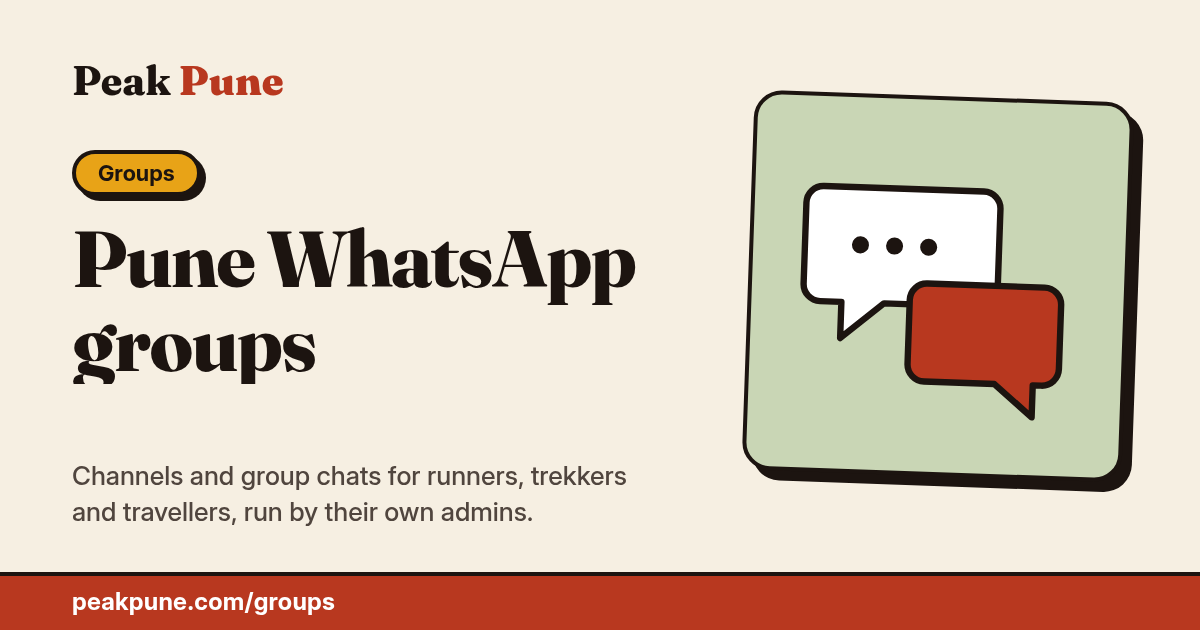 Peak Pune
Groups
Pune WhatsApp
groups
Channels and group chats for runners, trekkers
and travellers, run by their own admins.
peakpune.com/groups